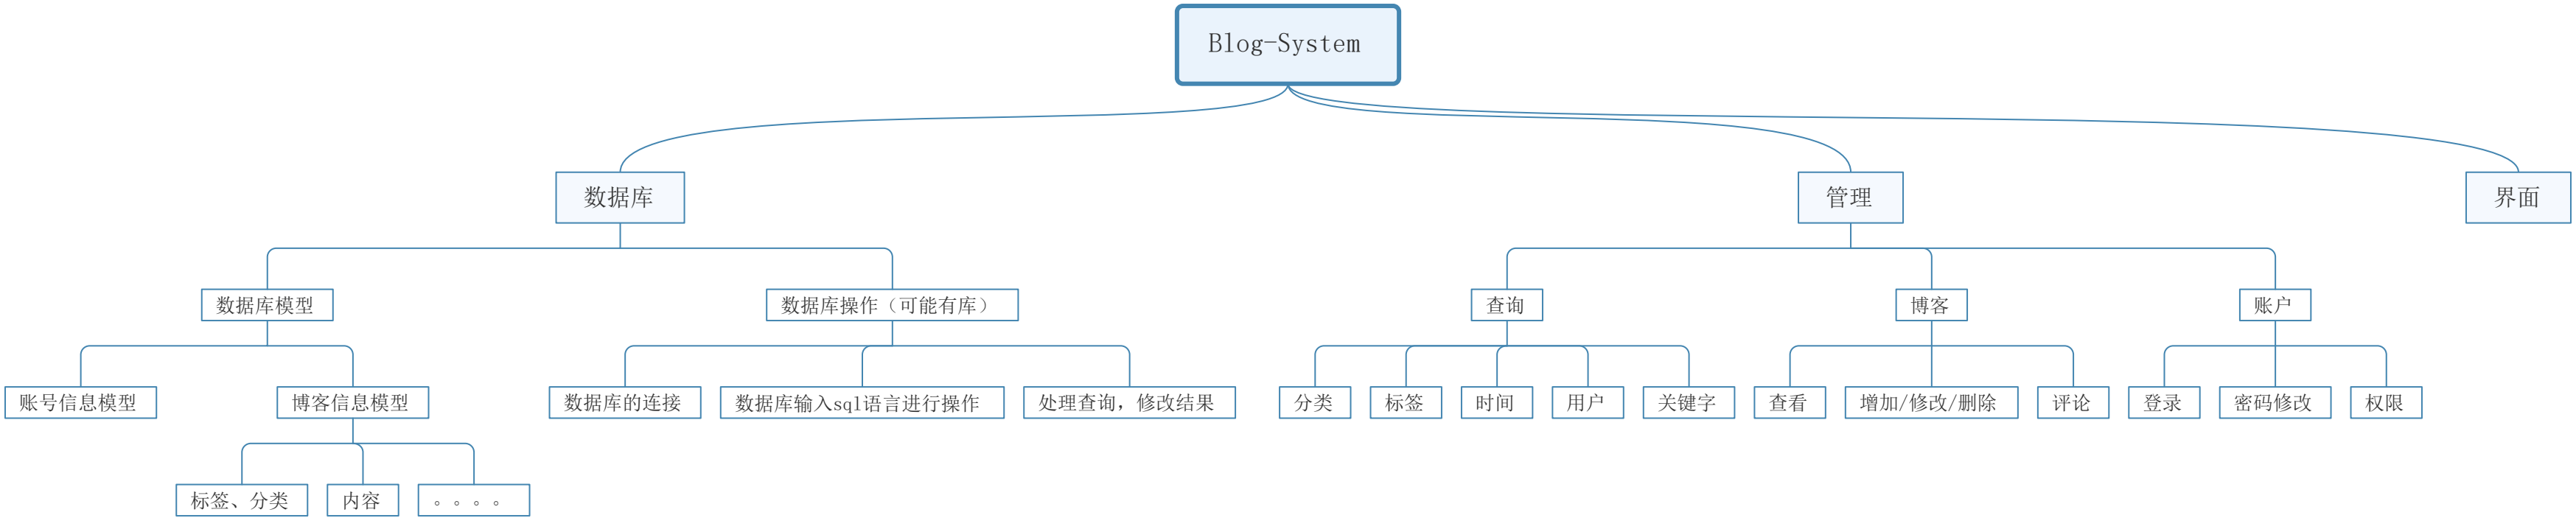 Blog-System
数据库
管理
界面
数据库模型
数据库操作（可能有库）
查询
博客
账户
账号信息模型
博客信息模型
数据库的连接
数据库输入sql语言进行操作
处理查询，修改结果
分类
标签
时间
用户
关键字
查看
增加/修改/删除
评论
登录
密码修改
权限
标签、分类
内容
。。。。